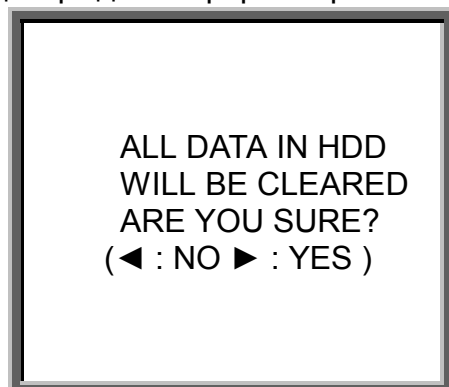 ALL DATA IN HDD
WILL BE CLEARED
ARE YOU SURE?
(◄ : NO ► : YES )